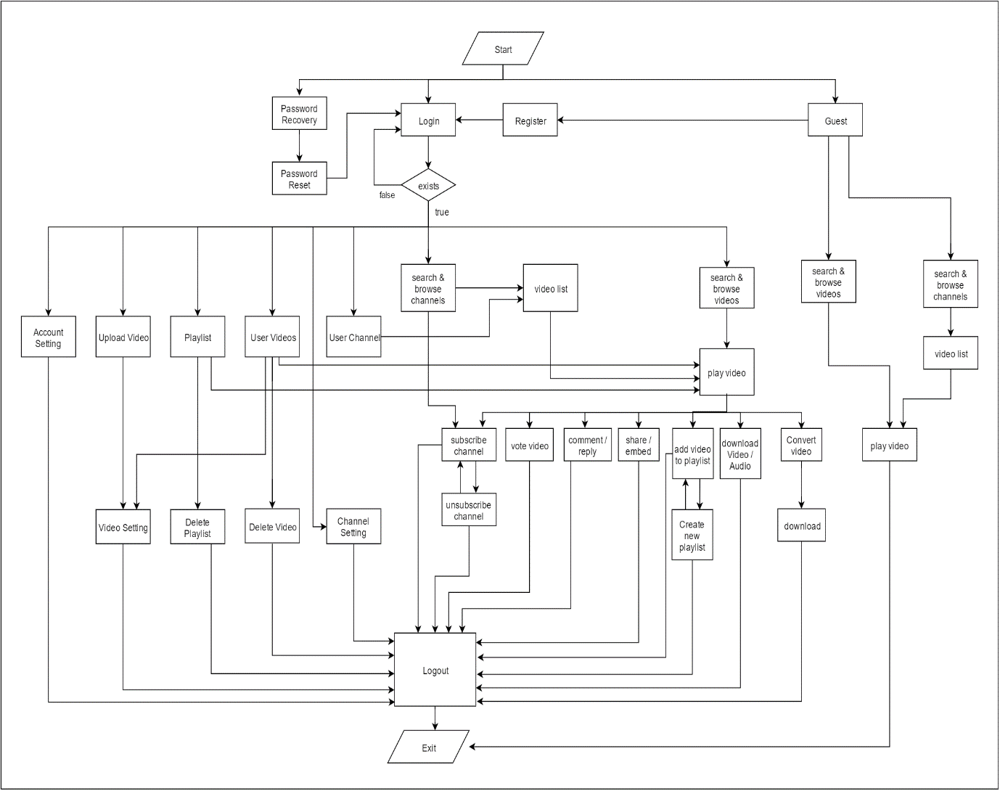 Start
Password
Recovery
Login
Register
Guest
Password
Reset
exists
false
true
search &
browse
channels
video list
search &
browse
videos
search &
browse
videos
search &
browse
channels
Account
Setting
Upload Video
Playlist
User Videos
User Channel
video list
play video
subscribe
channel
vote video
comment /
reply
share /
embed
add video
to playlist
download
Video /
Audio
Convert
video
play video
unsubscribe
channel
Video Setting
Delete
Playlist
Delete Video
Channel
Setting
Create
new
playlist
download
Logout
Exit